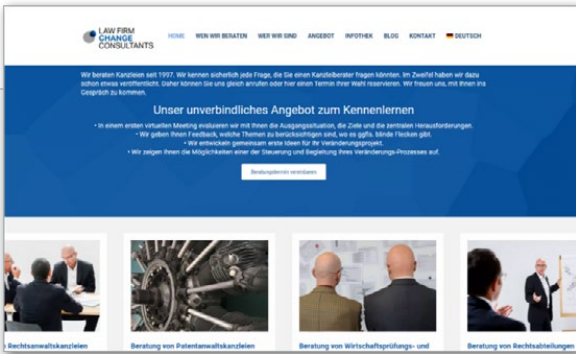 LAW FIRM
CHANGE
CONSULTANTS
HOME WEN WIR BERATEN WER WIR SIND ANGEBOT INFOTHEK BLOG KONTAKT DEUTSCH
Wir beraten Kanzleien seit 1997. Wir kennen sicherlich jede Frage, die Sie einen Kanzleiberater fragen könnten. Im Zweifel haben wir dazu
schon etwas veröffentlicht. Daher können Sie uns gleich anrufen oder hier einen Termin Ihrer Wahl reservieren. Wir freuen uns, mit Ihnen ins
Gespräch zu kommen.
Unser unverbindliches Angebot zum Kennenlernen
• In einem ersten virtuellen Meeting evaluieren wir mit Ihnen die Ausgangssituation, die Ziele und die zentralen Herausforderungen.
• Wir geben Ihnen Feedback, welche Themen zu berücksichtigen sind, wo es ggfls. blinde Flecken gibt.
• Wir entwickeln gemeinsam erste Ideen für Ihr Veränderungsprojekt.
• Wir zeigen Ihnen die Möglichkeiten einer der Steuerung und Begleitung Ihres Veränderungs-Prozesses auf.
Beratungstermin vereinbaren
Rechtsanwaltskanzleien
Beratung von Patentanwaltskanzleien
Beratung von Wirtschaftsprüfungs- und
Beratung von Rechtsabteilungen